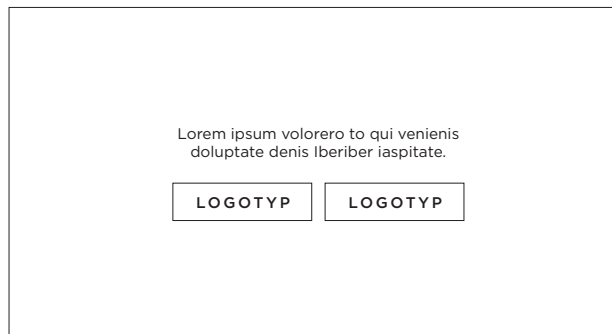 Lorem ipsum volorero to qui venienis
doluptate denis Iberiber iaspitate.
LOGOTYP LOGOTYP